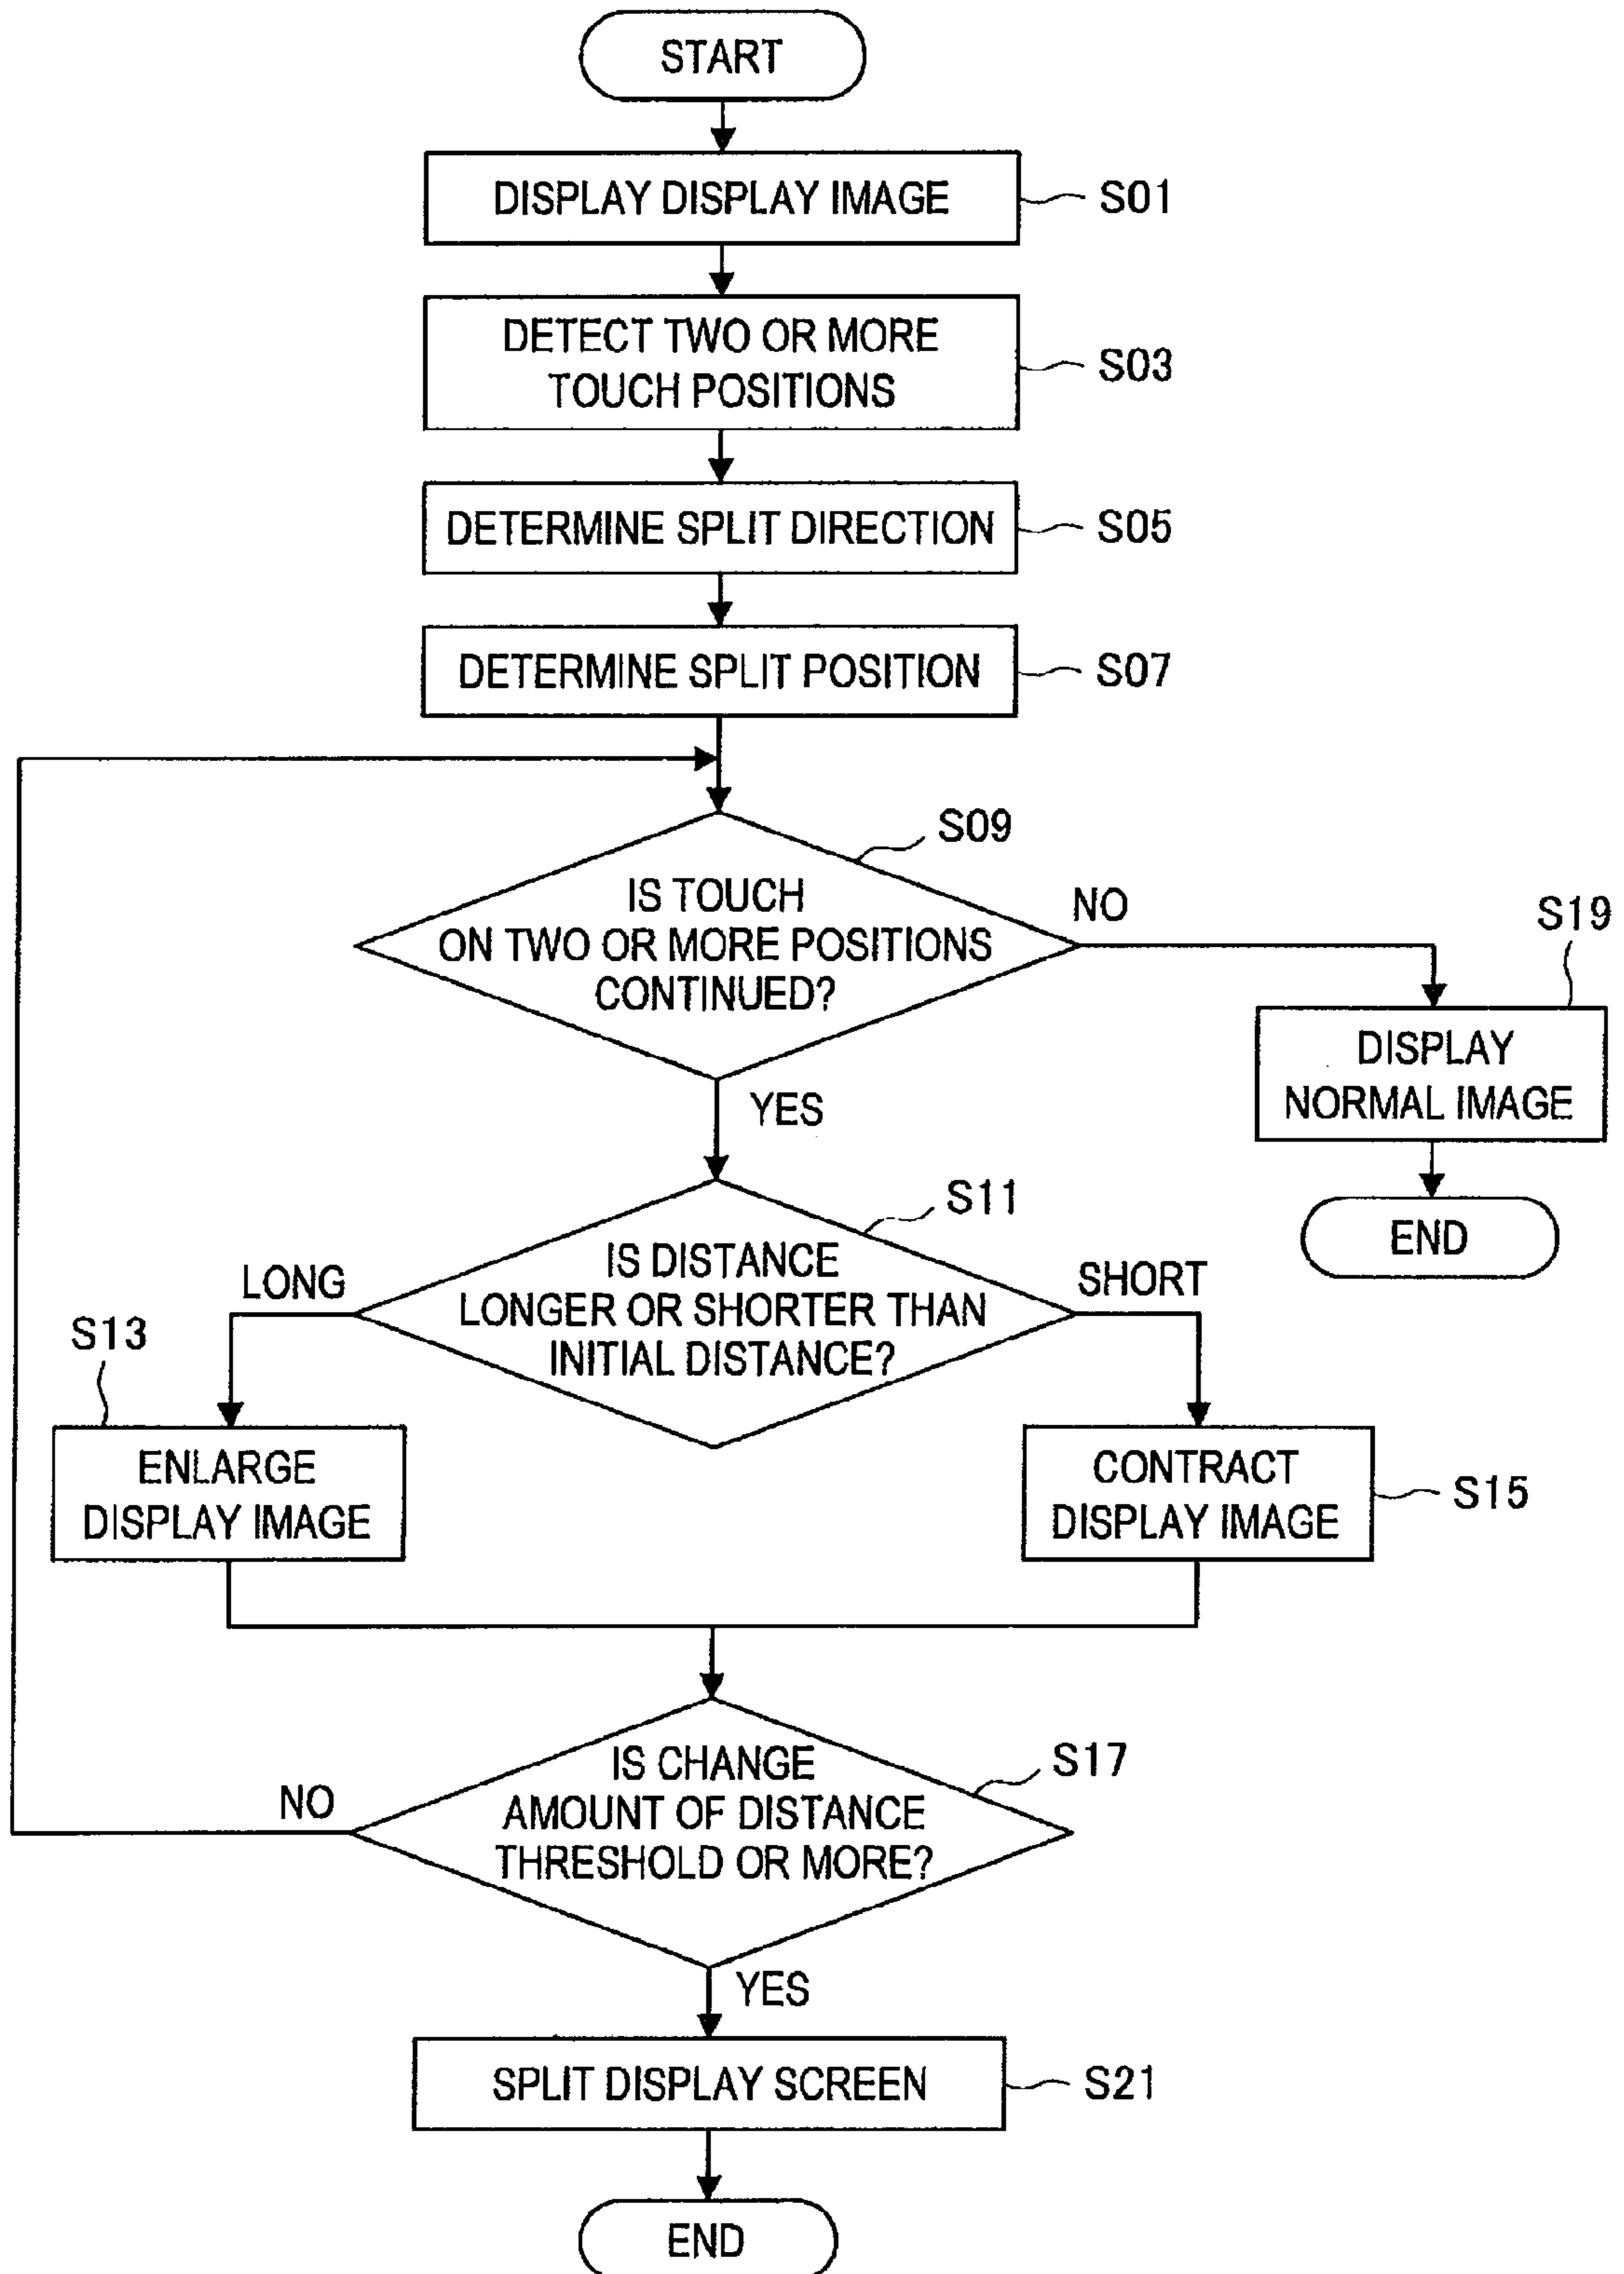 START
DISPLAY DISPLAY IMAGE
S01
DETECT TWO OR MORE
TOUCH POSITIONS
S03
DETERMINE SPLIT DIRECTION
S05
DETERMINE SPLIT POSITION
S07
S09
IS TOUCH
ON TWO OR MORE POSITIONS
CONTINUED?
NO
S19
DISPLAY
NORMAL IMAGE
END
YES
S11
IS DISTANCE
LONGER OR SHORTER THAN
INITIAL DISTANCE?
LONG
SHORT
S13
ENLARGE
DISPLAY IMAGE
CONTRACT
DISPLAY IMAGE
S15
S17
IS CHANGE
AMOUNT OF DISTANCE
THRESHOLD OR MORE?
NO
YES
SPLIT DISPLAY SCREEN
S21
END